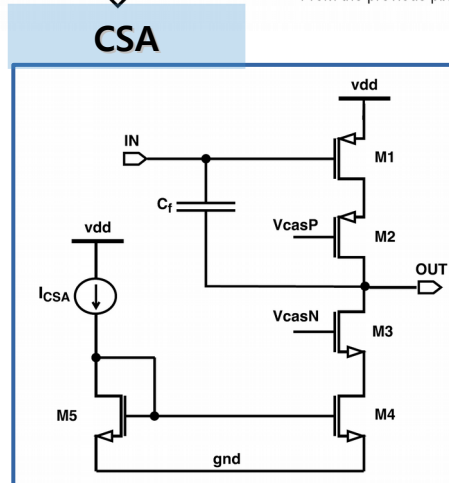 CSA
vdd
IN
M1
Cf
VcasP
M2
vdd
OUT
ICSA
VcasN
M3
M5
M4
gnd